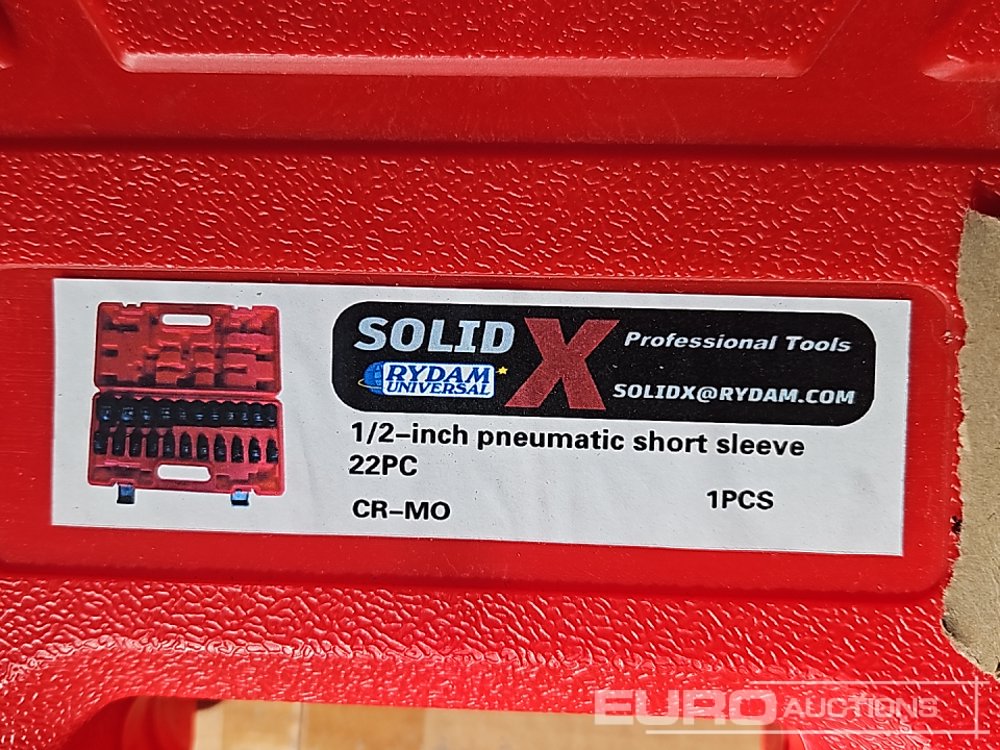 SOLID X Professional Tools
RYDAM
UNIVERSAL
SOLIDX@RYDAM.COM
1/2-inch pneumatic short sleeve
22PC
CR-MO 1PCS
EURO AUCTIONS